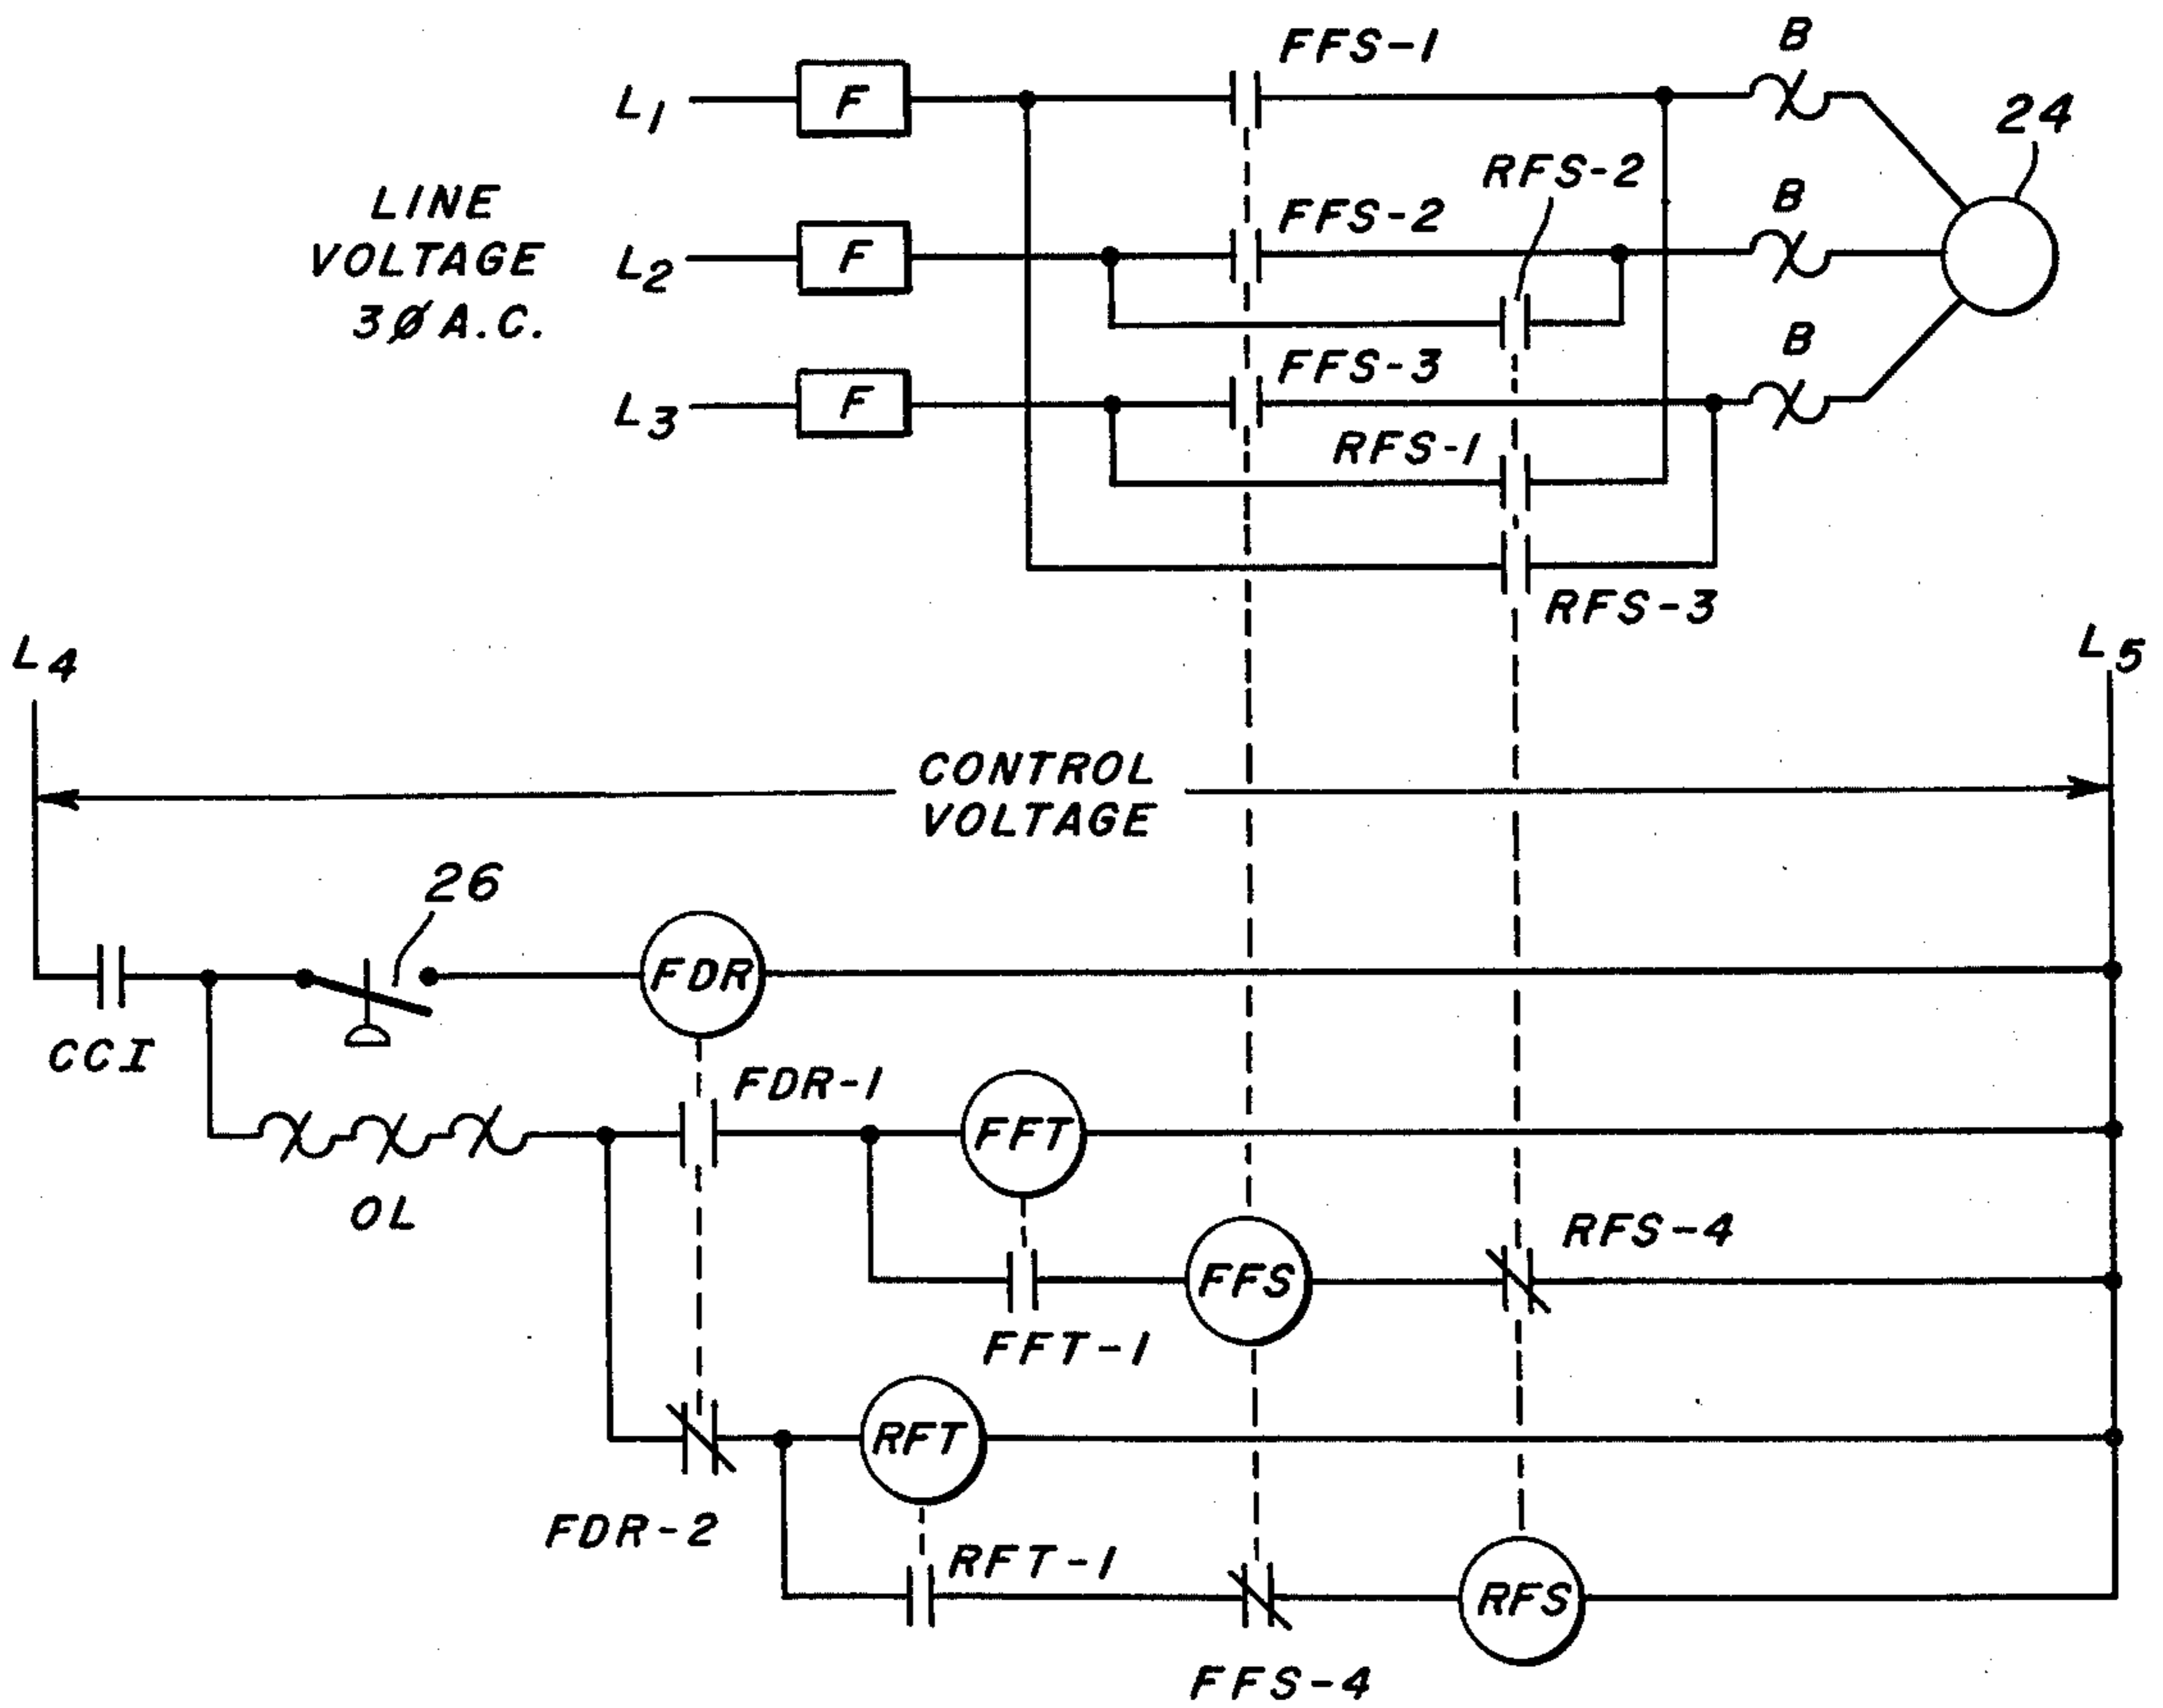 FFS-1
B
L1
F
24
RFS-2
LINE
VOLTAGE
3Ø A.C.
L2
F
FFS-2
B
L3
F
FFS-3
B
RFS-1
RFS-3
L4
L5
CONTROL
VOLTAGE
26
FDR
CCI
FDR-1
FFT
OL
RFS-4
FFS
FFT-1
RFT
FDR-2
RFT-1
RFS
FFS-4